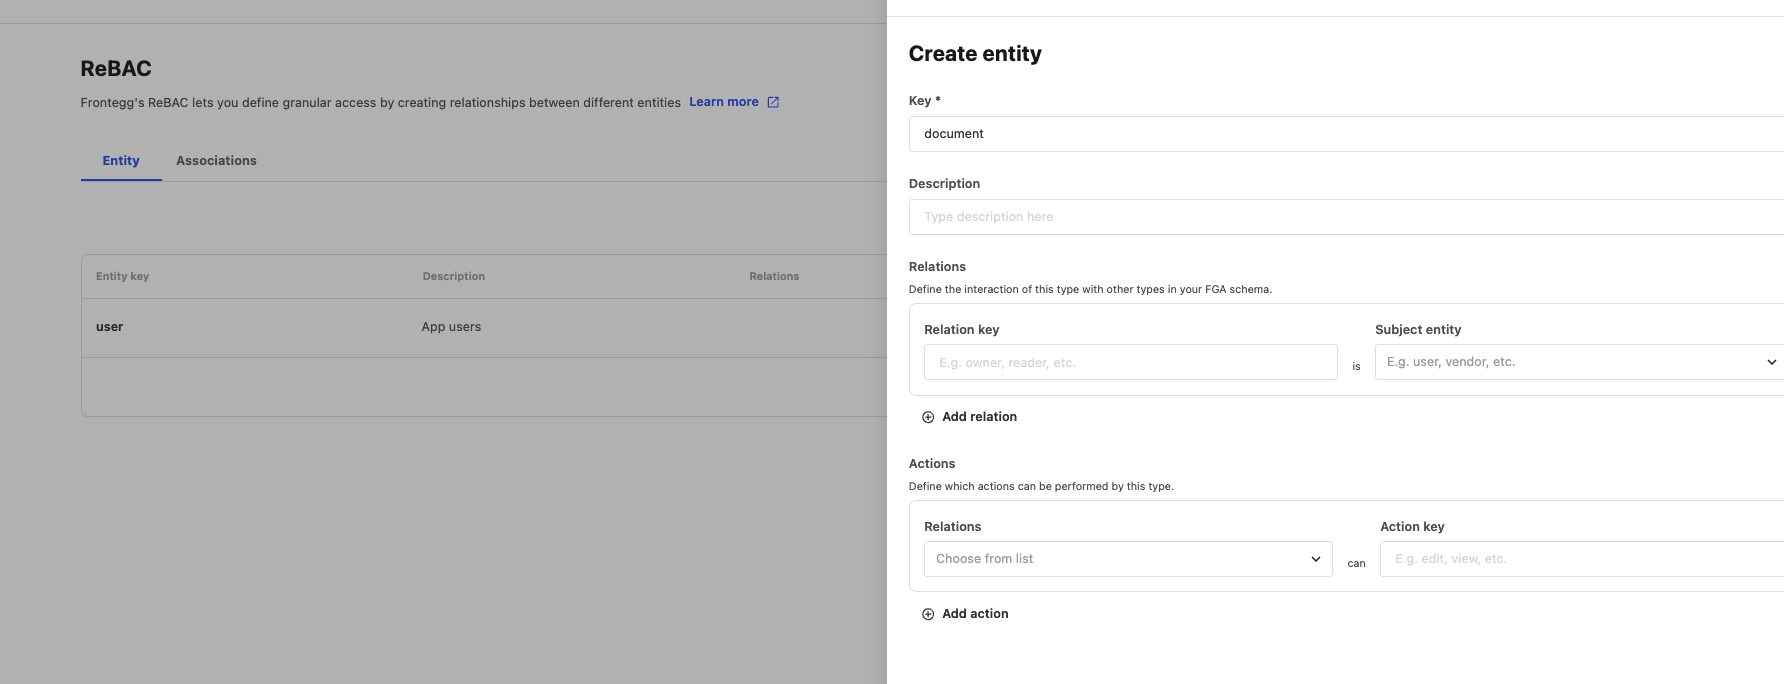 ReBAC
Frontegg's ReBAC lets you define granular access by creating relationships between different entities Learn more
Entity Associations
Entity key Description Relations
user App users
Create entity
Key *
document
Description
Type description here
Relations
Define the interaction of this type with other types in your FGA schema.
Relation key Subject entity
E.g. owner, reader, etc. is E.g. user, vendor, etc.
Add relation
Actions
Define which actions can be performed by this type.
Relations Action key
Choose from list can E.g. edit, view, etc.
Add action